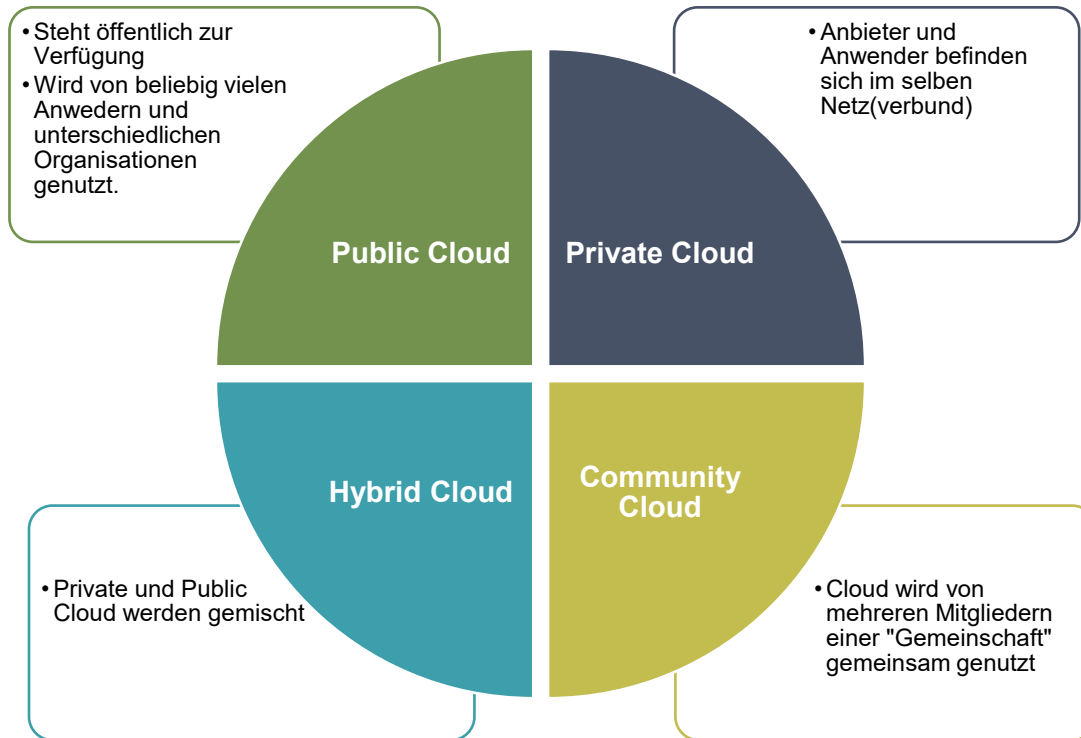 • Steht öffentlich zur
Verfügung
• Wird von beliebig vielen
Anwedern und
unterschiedlichen
Organisationen
genutzt.
• Anbieter und
Anwender befinden
sich im selben
Netz(verbund)
Public Cloud
Private Cloud
Hybrid Cloud
Community
Cloud
• Private und Public
Cloud werden gemischt
• Cloud wird von
mehreren Mitgliedern
einer "Gemeinschaft"
gemeinsam genutzt